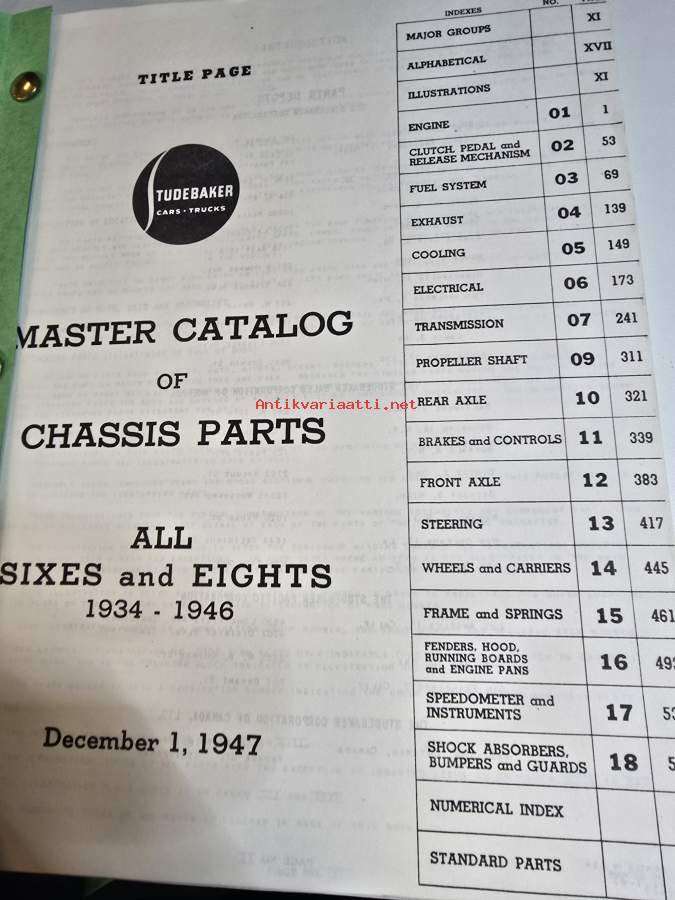 TITLE PAGE
STUDEBAKER
CARS • TRUCKS
MASTER CATALOG
OF
CHASSIS PARTS
ALL
SIXES and EIGHTS
1934 - 1946
December 1, 1947
Antikvariaatti.net
INDEXES NO.
MAJOR GROUPS XI
ALPHABETICAL XVII
ILLUSTRATIONS XI
ENGINE 01 1
CLUTCH, PEDAL and
RELEASE MECHANISM 02 53
FUEL SYSTEM 03 69
EXHAUST 04 139
COOLING 05 149
ELECTRICAL 06 173
TRANSMISSION 07 241
PROPELLER SHAFT 09 311
REAR AXLE 10 321
BRAKES and CONTROLS 11 339
FRONT AXLE 12 383
STEERING 13 417
WHEELS and CARRIERS 14 445
FRAME and SPRINGS 15 461
FENDERS, HOOD,
RUNNING BOARDS
and ENGINE PANS 16
SPEEDOMETER and
INSTRUMENTS 17
SHOCK ABSORBERS,
BUMPERS and GUARDS 18
NUMERICAL INDEX
STANDARD PARTS